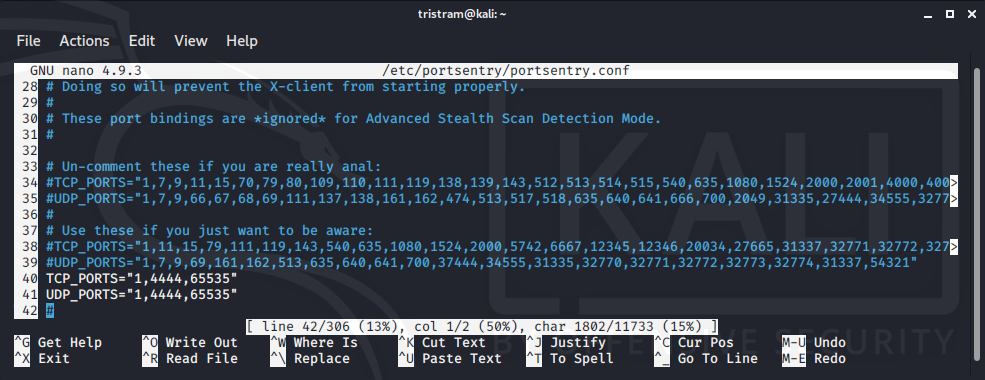 tristram@kali: ~
File Actions Edit View Help
GNU nano 4.9.3 /etc/portsentry/portsentry.conf
28 # Doing so will prevent the X-client from starting properly.
29 #
30 # These port bindings are *ignored* for Advanced Stealth Scan Detection Mode.
31 #
32
33 # Un-comment these if you are really anal:
34 #TCP_PORTS="1,7,9,11,15,70,79,80,109,110,111,119,138,139,143,512,513,514,515,540,635,1080,1524,2000,2001,4000,400>
35 #UDP_PORTS="1,7,9,66,67,68,69,111,137,138,161,162,474,513,517,518,635,640,641,666,700,2049,31335,27444,34555,3277>
36 #
37 # Use these if you just want to be aware:
38 #TCP_PORTS="1,11,15,79,111,119,143,540,635,1080,1524,2000,5742,6667,12345,12346,20034,27665,31337,32771,32772,327>
39 #UDP_PORTS="1,7,9,69,161,162,513,635,640,641,700,37444,34555,31335,32770,32771,32772,32773,32774,31337,54321"
40 TCP_PORTS="1,4444,65535"
41 UDP_PORTS="1,4444,65535"
42 #
[ line 42/306 (13%), col 1/2 (50%), char 1802/11733 (15%) ]
^G Get Help ^O Write Out ^W Where Is ^K Cut Text ^J Justify ^C Cur Pos M-U Undo
^X Exit ^R Read File ^\ Replace ^U Paste Text ^T To Spell ^_ Go To Line M-E Redo
KALI
BY OFFENSIVE SECURITY